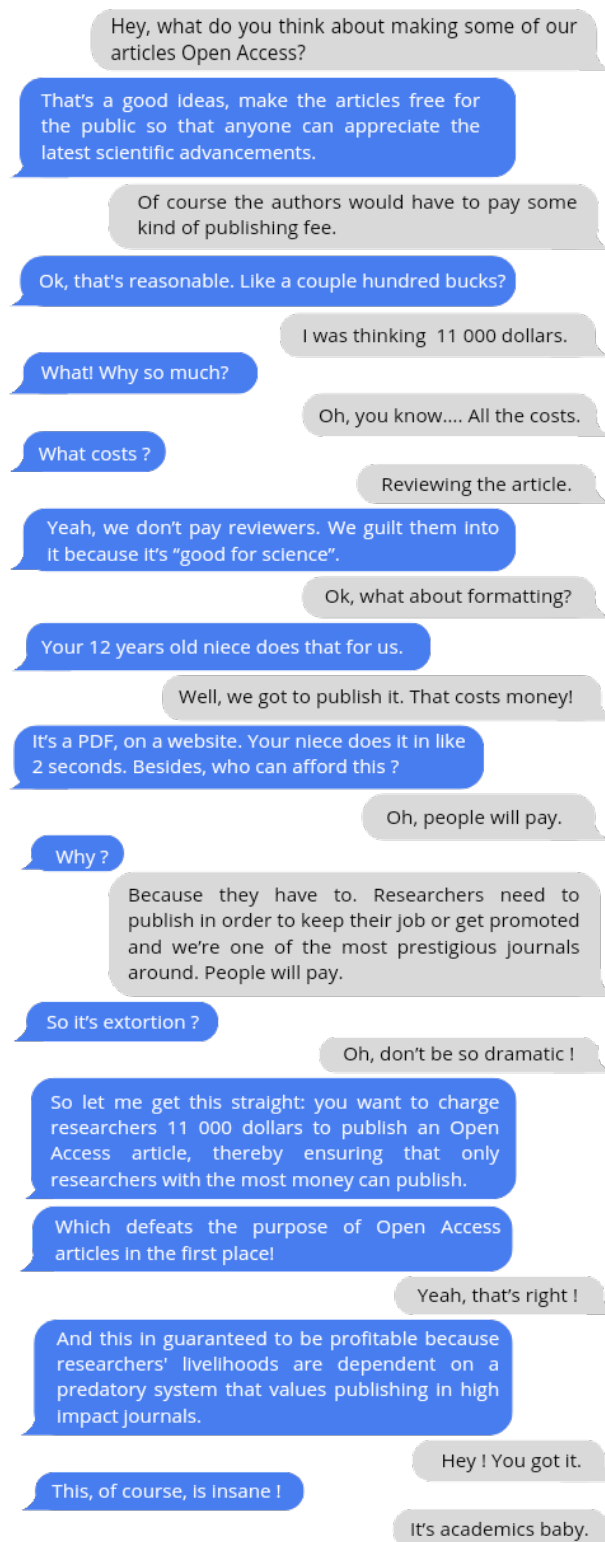 Hey, what do you think about making some of our
articles Open Access?
That's a good ideas, make the articles free for
the public so that anyone can appreciate the
latest scientific advancements.
Of course the authors would have to pay some
kind of publishing fee.
Ok, that's reasonable. Like a couple hundred bucks?
I was thinking 11 000 dollars.
What! Why so much?
Oh, you know.... All the costs.
What costs ?
Reviewing the article.
Yeah, we don't pay reviewers. We guilt them into
it because it's “good for science”.
Ok, what about formatting?
Your 12 years old niece does that for us.
Well, we got to publish it. That costs money!
It's a PDF, on a website. Your niece does it in like
2 seconds. Besides, who can afford this ?
Oh, people will pay.
Why ?
Because they have to. Researchers need to
publish in order to keep their job or get promoted
and we're one of the most prestigious journals
around. People will pay.
So it's extortion ?
Oh, don't be so dramatic !
So let me get this straight: you want to charge
researchers 11 000 dollars to publish an Open
Access article, thereby ensuring that only
researchers with the most money can publish.
Which defeats the purpose of Open Access
articles in the first place!
Yeah, that's right !
And this in guaranteed to be profitable because
researchers' livelihoods are dependent on a
predatory system that values publishing in high
impact journals.
Hey ! You got it.
This, of course, is insane !
It's academics baby.